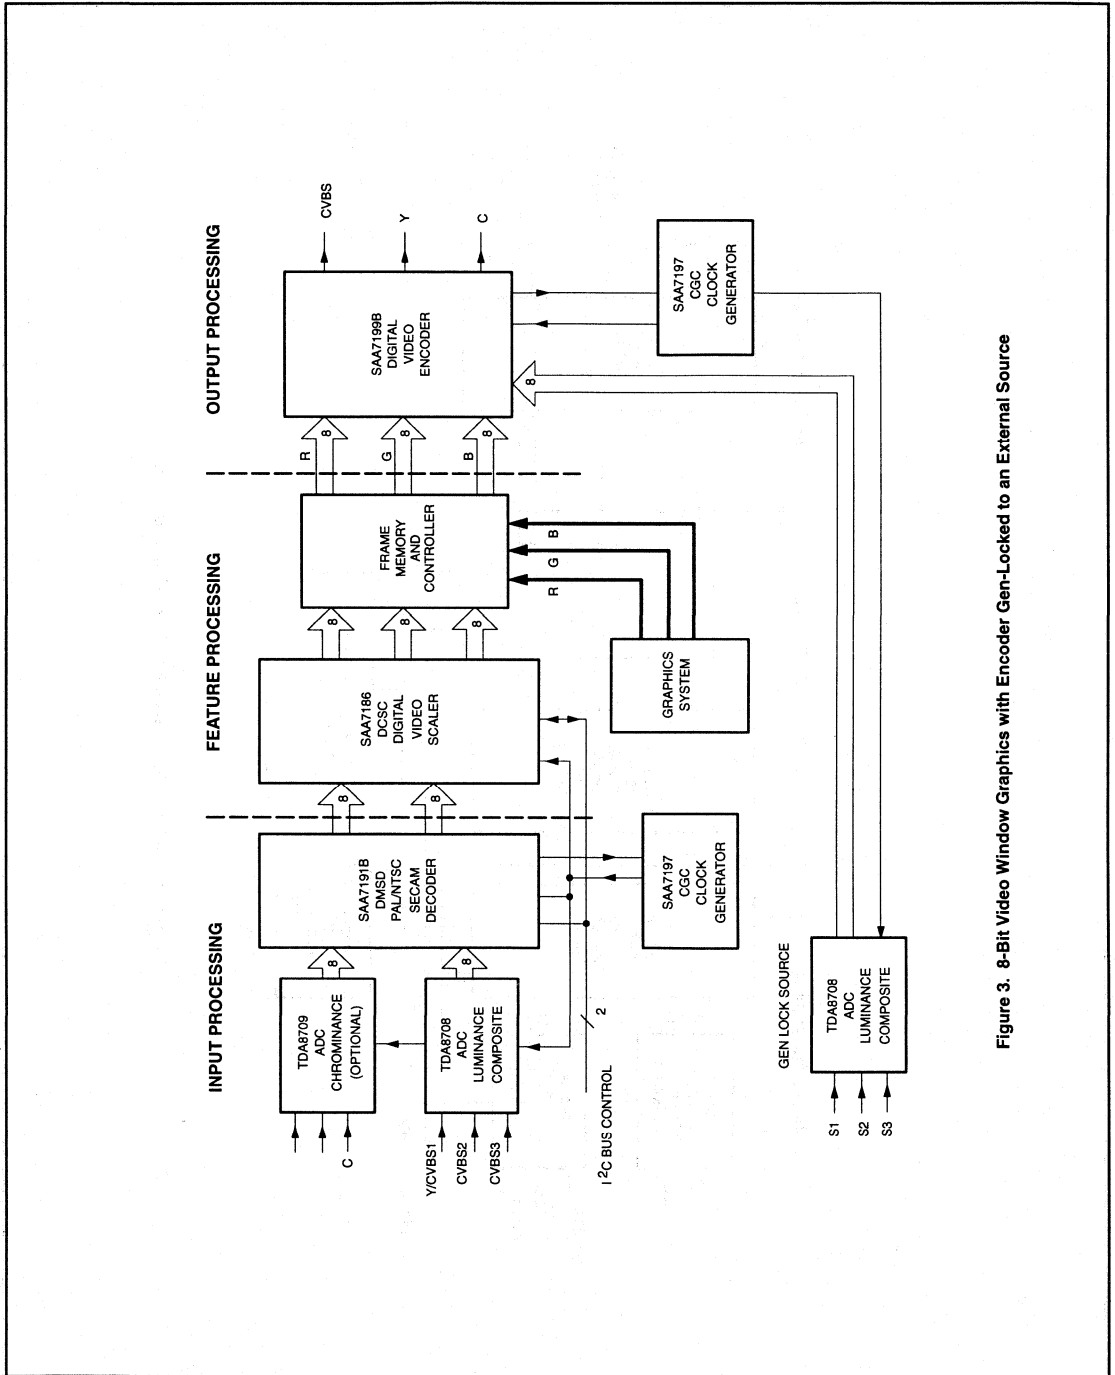 INPUT PROCESSING
FEATURE PROCESSING
OUTPUT PROCESSING
TDA8709
ADC
CHROMINANCE
(OPTIONAL)
C
8
TDA8708
ADC
LUMINANCE
COMPOSITE
Y/CVBS1
CVBS2
CVBS3
8
I2C BUS CONTROL
2
SAA7191B
DMSD
PAL/NTSC
SECAM
DECODER
8
8
SAA7197
CGC
CLOCK
GENERATOR
SAA7186
DCSC
DIGITAL
VIDEO
SCALER
8
8
8
FRAME
MEMORY
AND
CONTROLLER
R
G
B
GRAPHICS
SYSTEM
R
8
G
8
B
8
SAA7199B
DIGITAL
VIDEO
ENCODER
CVBS
Y
C
8
SAA7197
CGC
CLOCK
GENERATOR
GEN LOCK SOURCE
TDA8708
ADC
LUMINANCE
COMPOSITE
S1
S2
S3
Figure 3. 8-Bit Video Window Graphics with Encoder Gen-Locked to an External Source